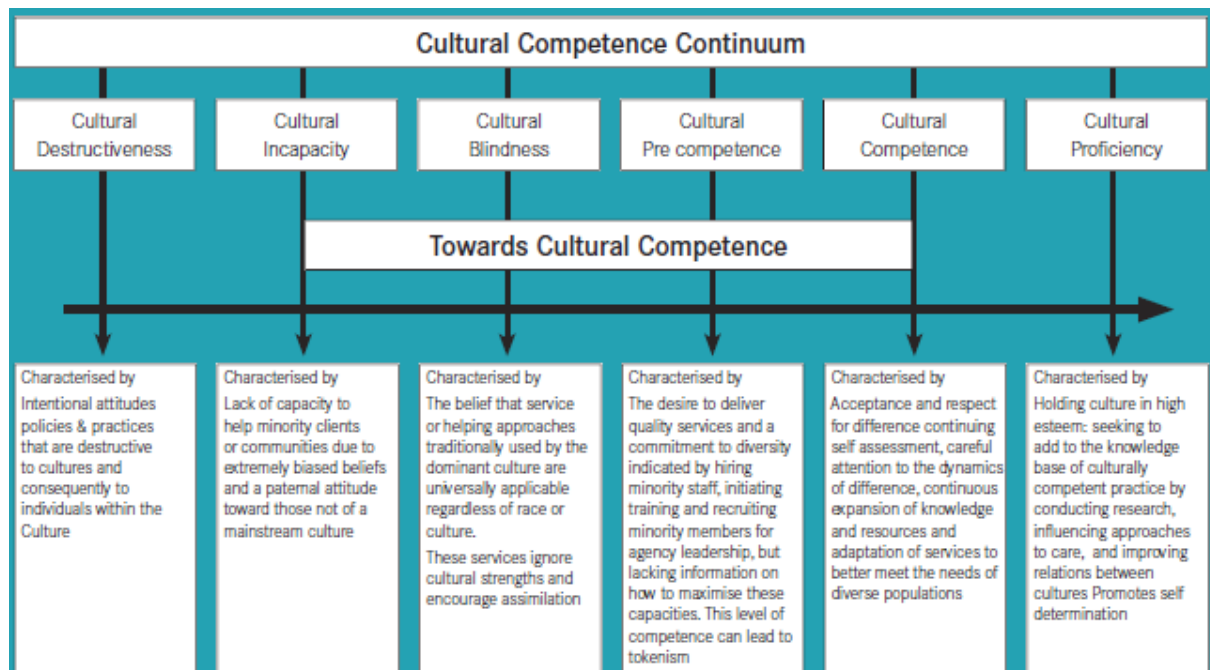 Cultural Competence Continuum
Cultural
Destructiveness
Cultural
Incapacity
Cultural
Blindness
Cultural
Pre competence
Cultural
Competence
Cultural
Proficiency
Towards Cultural Competence
Characterised by
Intentional attitudes
policies & practices
that are destructive
to cultures and
consequently to
individuals within the
Culture
Characterised by
Lack of capacity to
help minority clients
or communities due to
extremely biased beliefs
and a paternal attitude
toward those not of a
mainstream culture
Characterised by
The belief that service
or helping approaches
traditionally used by the
dominant culture are
universally applicable
regardless of race or
culture.
These services ignore
cultural strengths and
encourage assimilation
Characterised by
The desire to deliver
quality services and a
commitment to diversity
indicated by hiring
minority staff, initiating
training and recruiting
minority members for
agency leadership, but
lacking information on
how to maximise these
capacities. This level of
competence can lead to
tokenism
Characterised by
Acceptance and respect
for difference continuing
self assessment, careful
attention to the dynamics
of difference, continuous
expansion of knowledge
and resources and
adaptation of services to
better meet the needs of
diverse populations
Characterised by
Holding culture in high
esteem: seeking to
add to the knowledge
base of culturally
competent practice by
conducting research,
influencing approaches
to care, and improving
relations between
cultures Promotes self
determination